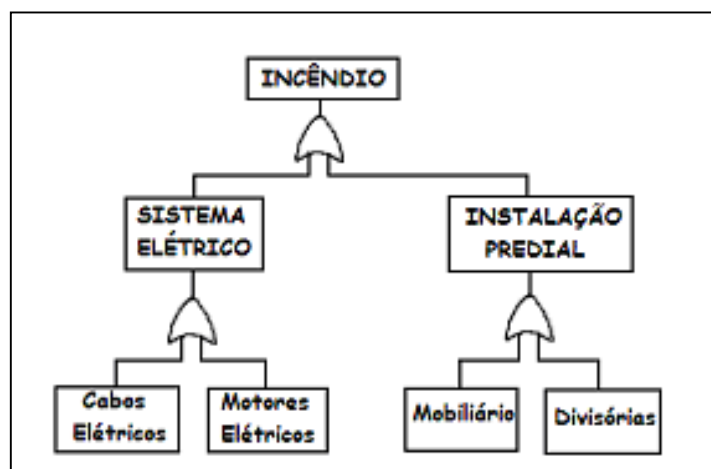 INCÊNDIO
SISTEMA
ELÉTRICO
INSTALAÇÃO
PREDIAL
Cabos
Elétricos
Motores
Elétricos
Mobiliário
Divisórias